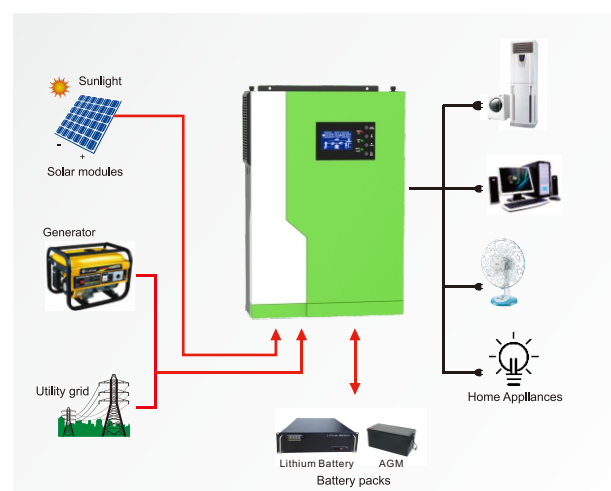 Sunlight
-
+
Solar modules
Generator
Utility grid
Home Appliances
Lithium Battery
AGM
Battery packs